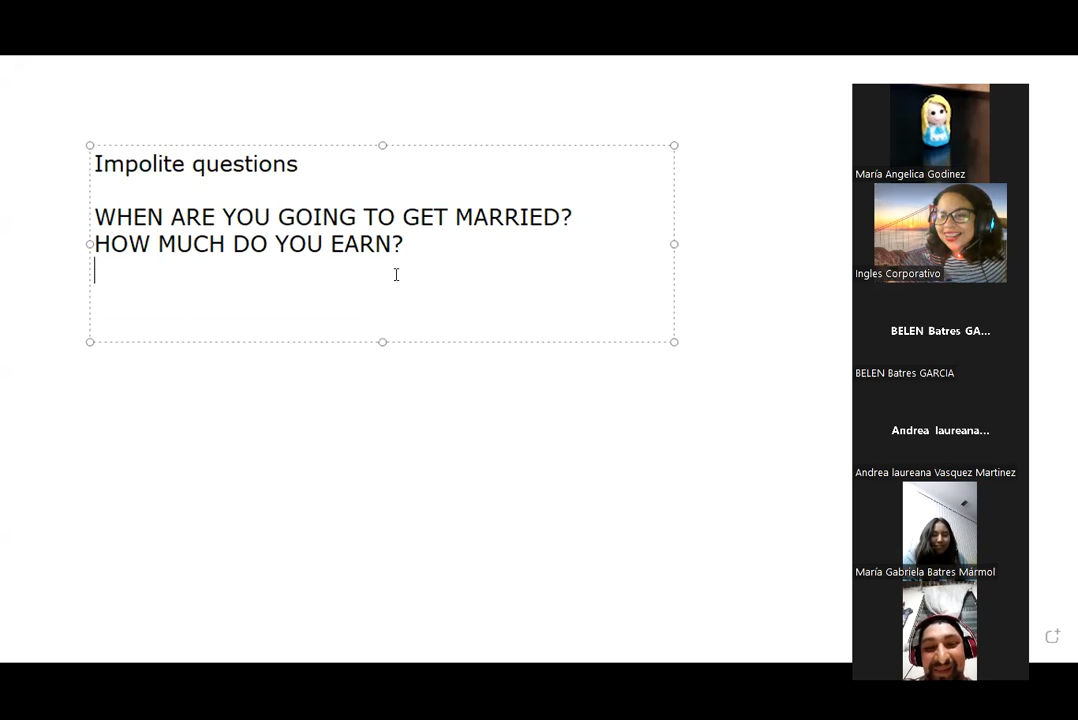 Impolite questions
WHEN ARE YOU GOING TO GET MARRIED?
HOW MUCH DO YOU EARN?
María Angelica Godinez
Ingles Corporativo
BELEN Batres GA...
BELEN Batres GARCIA
Andrea laureana...
Andrea laureana Vasquez Martinez
María Gabriela Batres Mármol